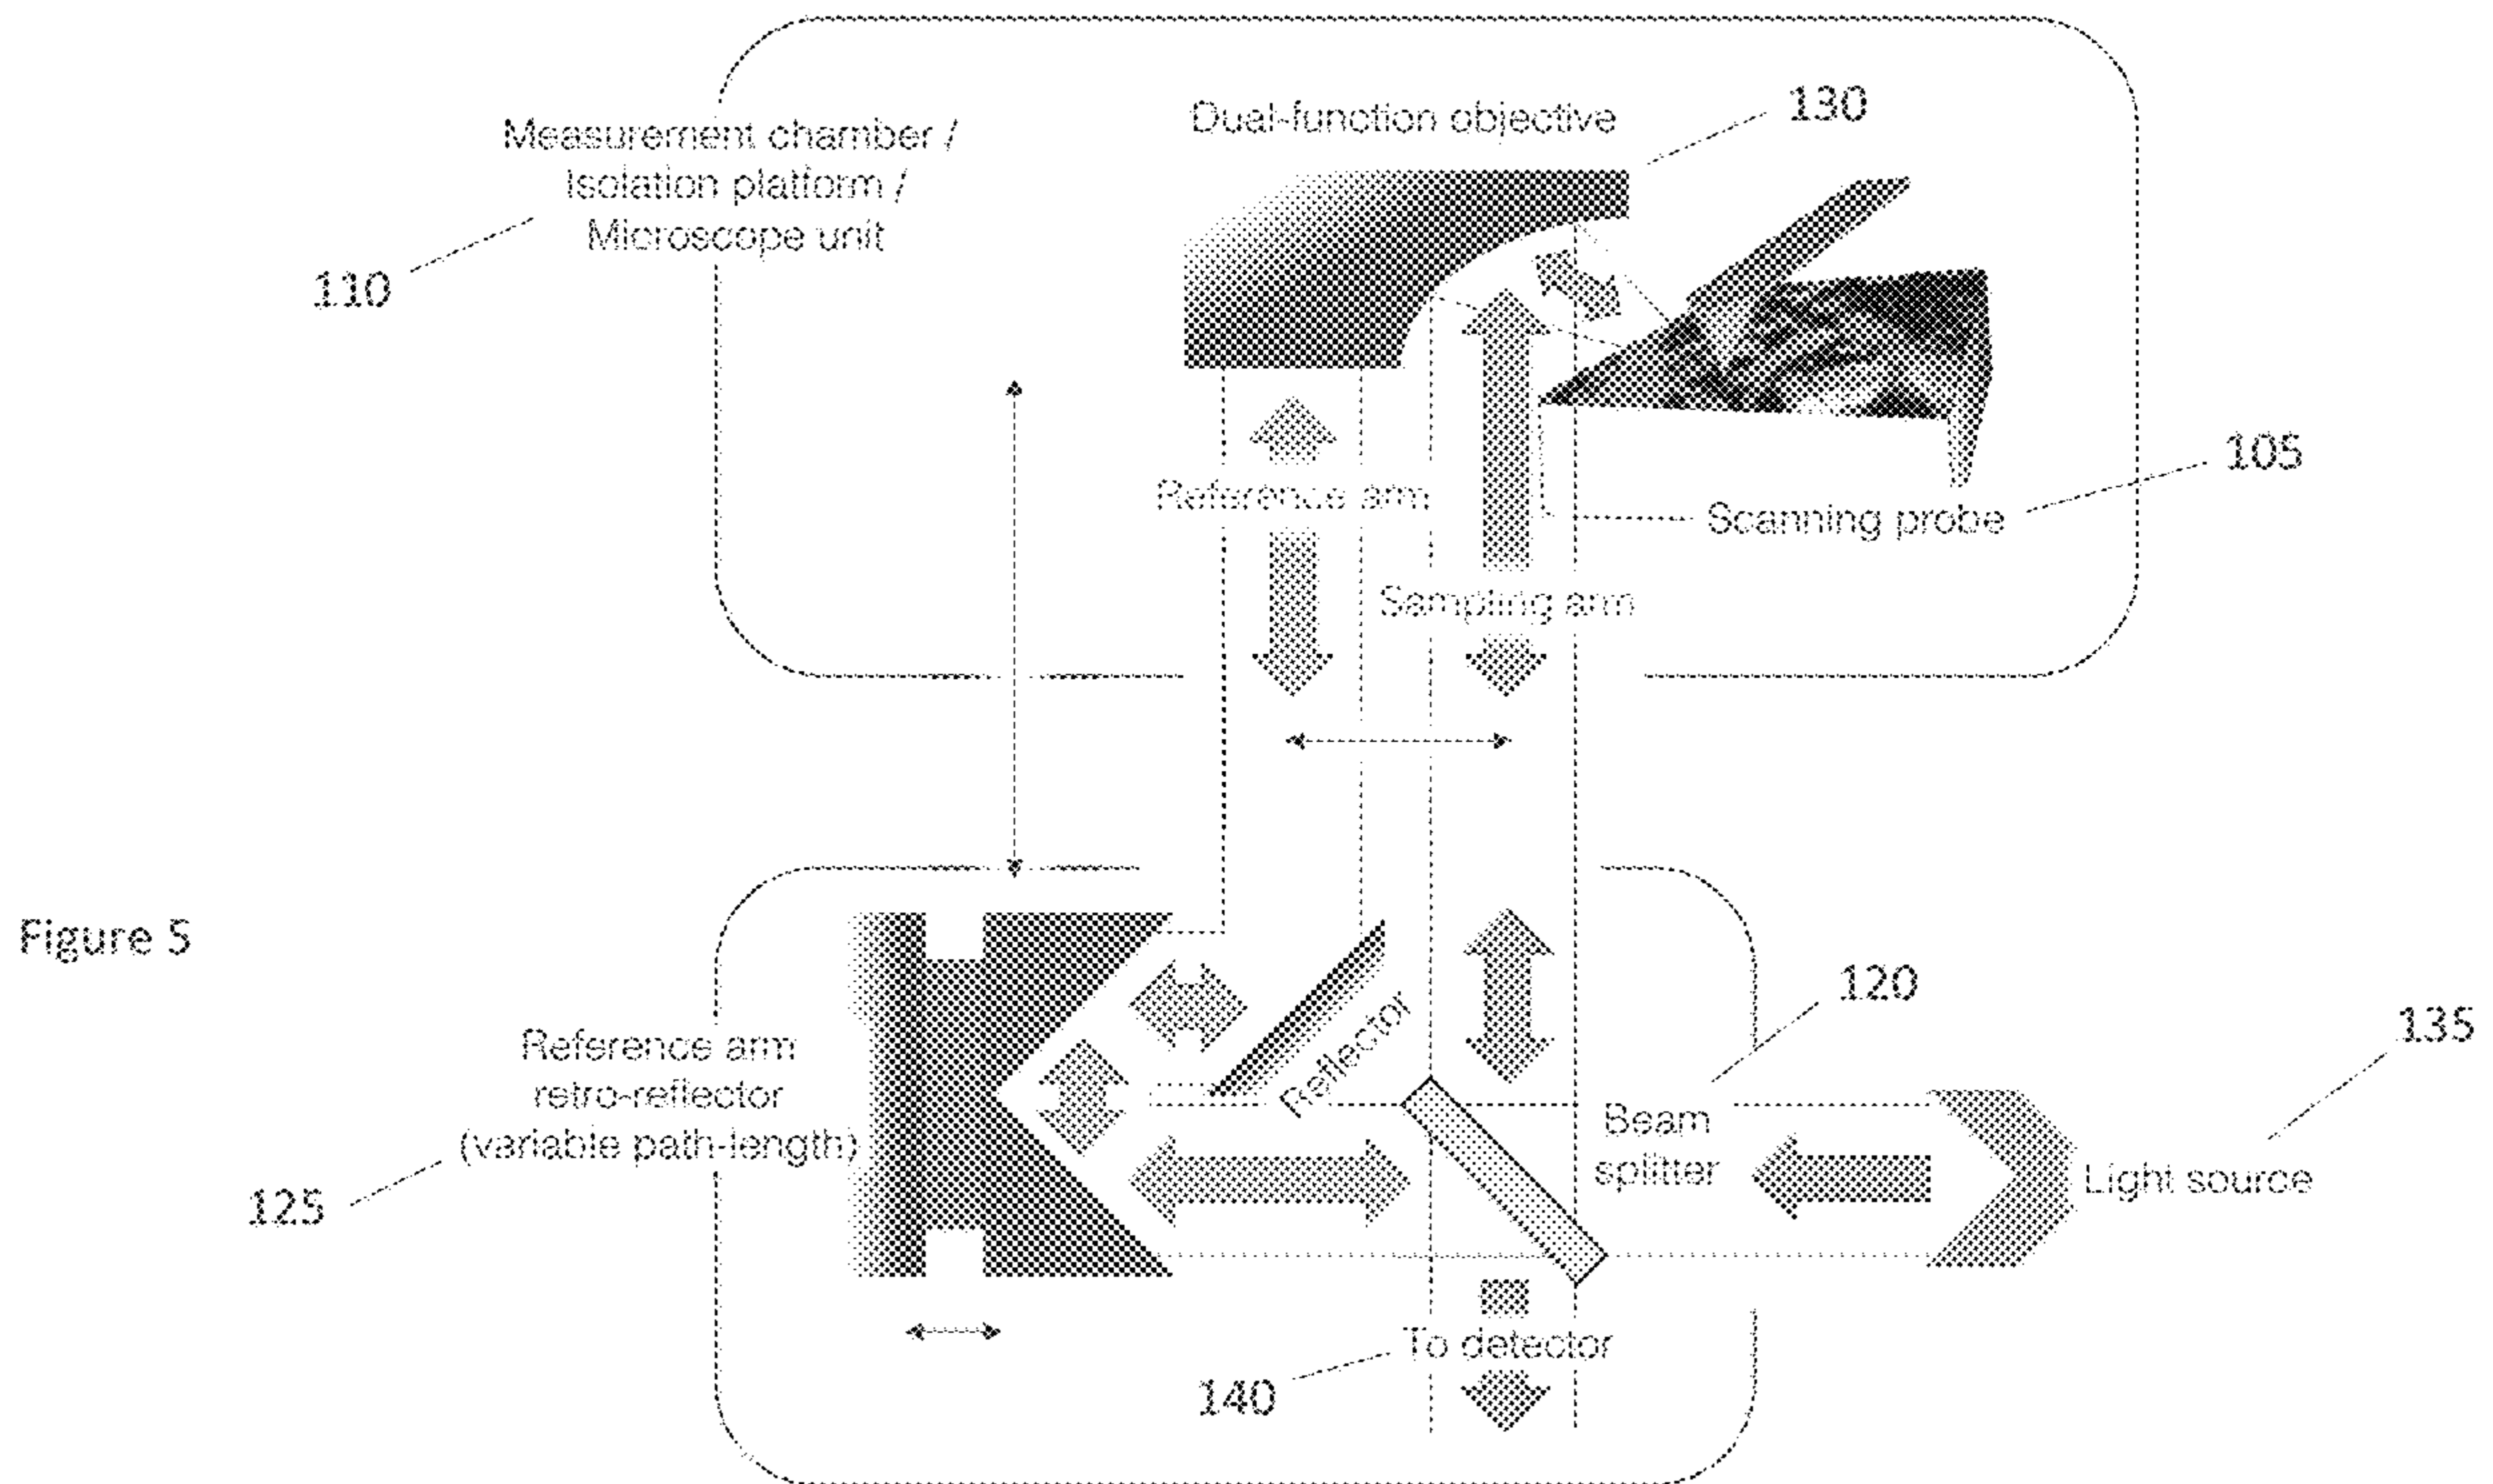 130
Dual-function objective
Measurement chamber /
Isolation platform /
Microscope unit
110
105
Reference arm
Scanning probe
Sampling arm
Figure 5
120
135
Reflector
Reference arm
retro-reflector
(variable path-length)
125
Beam
splitter
Light source
To detector
140